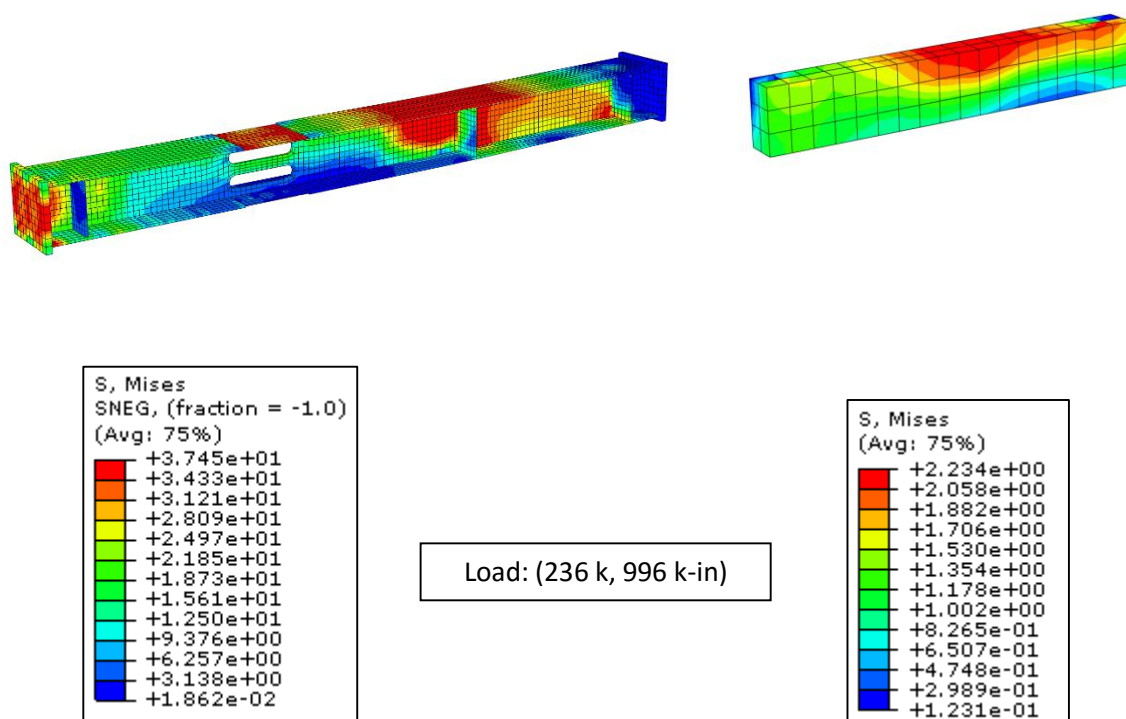 S, Mises
SNEG, (fraction = -1.0)
(Avg: 75%)
+3.745e+01
+3.433e+01
+3.121e+01
+2.809e+01
+2.497e+01
+2.185e+01
+1.873e+01
+1.561e+01
+1.250e+01
+9.376e+00
+6.257e+00
+3.138e+00
+1.862e-02
Load: (236 k, 996 k-in)
S, Mises
(Avg: 75%)
+2.234e+00
+2.058e+00
+1.882e+00
+1.706e+00
+1.530e+00
+1.354e+00
+1.178e+00
+1.002e+00
+8.265e-01
+6.507e-01
+4.748e-01
+2.989e-01
+1.231e-01